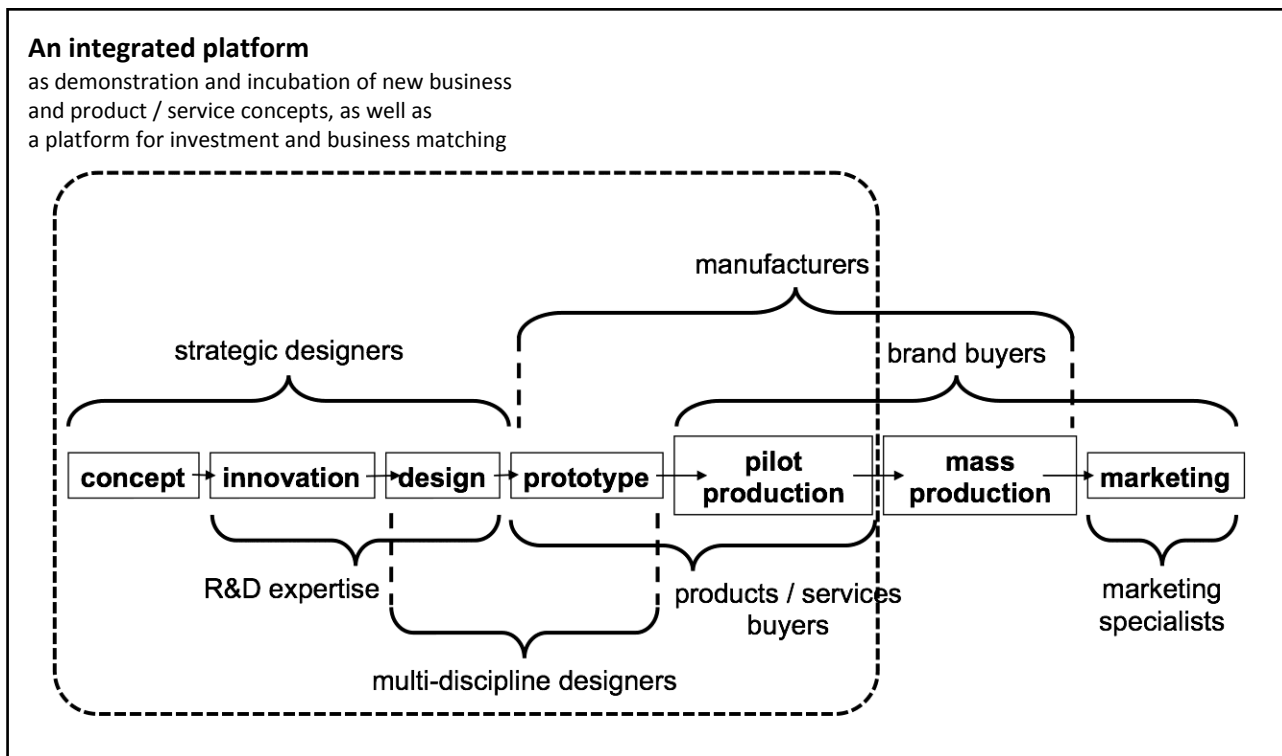 An integrated platform
as demonstration and incubation of new business
and product / service concepts, as well as
a platform for investment and business matching
manufacturers
strategic designers
brand buyers
concept
innovation
design
prototype
pilot
production
mass
production
marketing
R&D expertise
products / services
buyers
marketing
specialists
multi-discipline designers